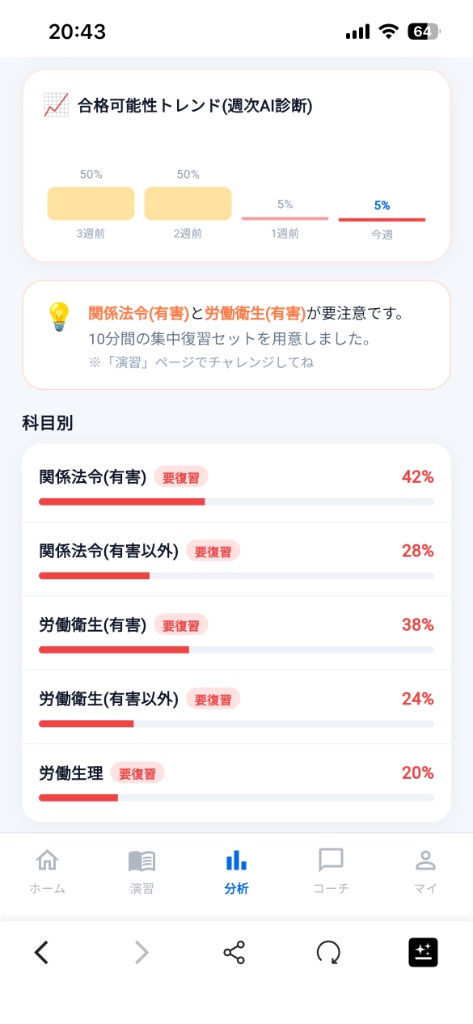 20:43
64
合格可能性トレンド(週次AI診断)
50%
50%
5%
5%
3週前
2週前
1週前
今週
関係法令(有害)と労働衛生(有害)が要注意です。
10分間の集中復習セットを用意しました。
※「演習」ページでチャレンジしてね
科目別
関係法令(有害) 要復習 42%
関係法令(有害以外) 要復習 28%
労働衛生(有害) 要復習 38%
労働衛生(有害以外) 要復習 24%
労働生理 要復習 20%
ホーム 演習 分析 コーチ マイ